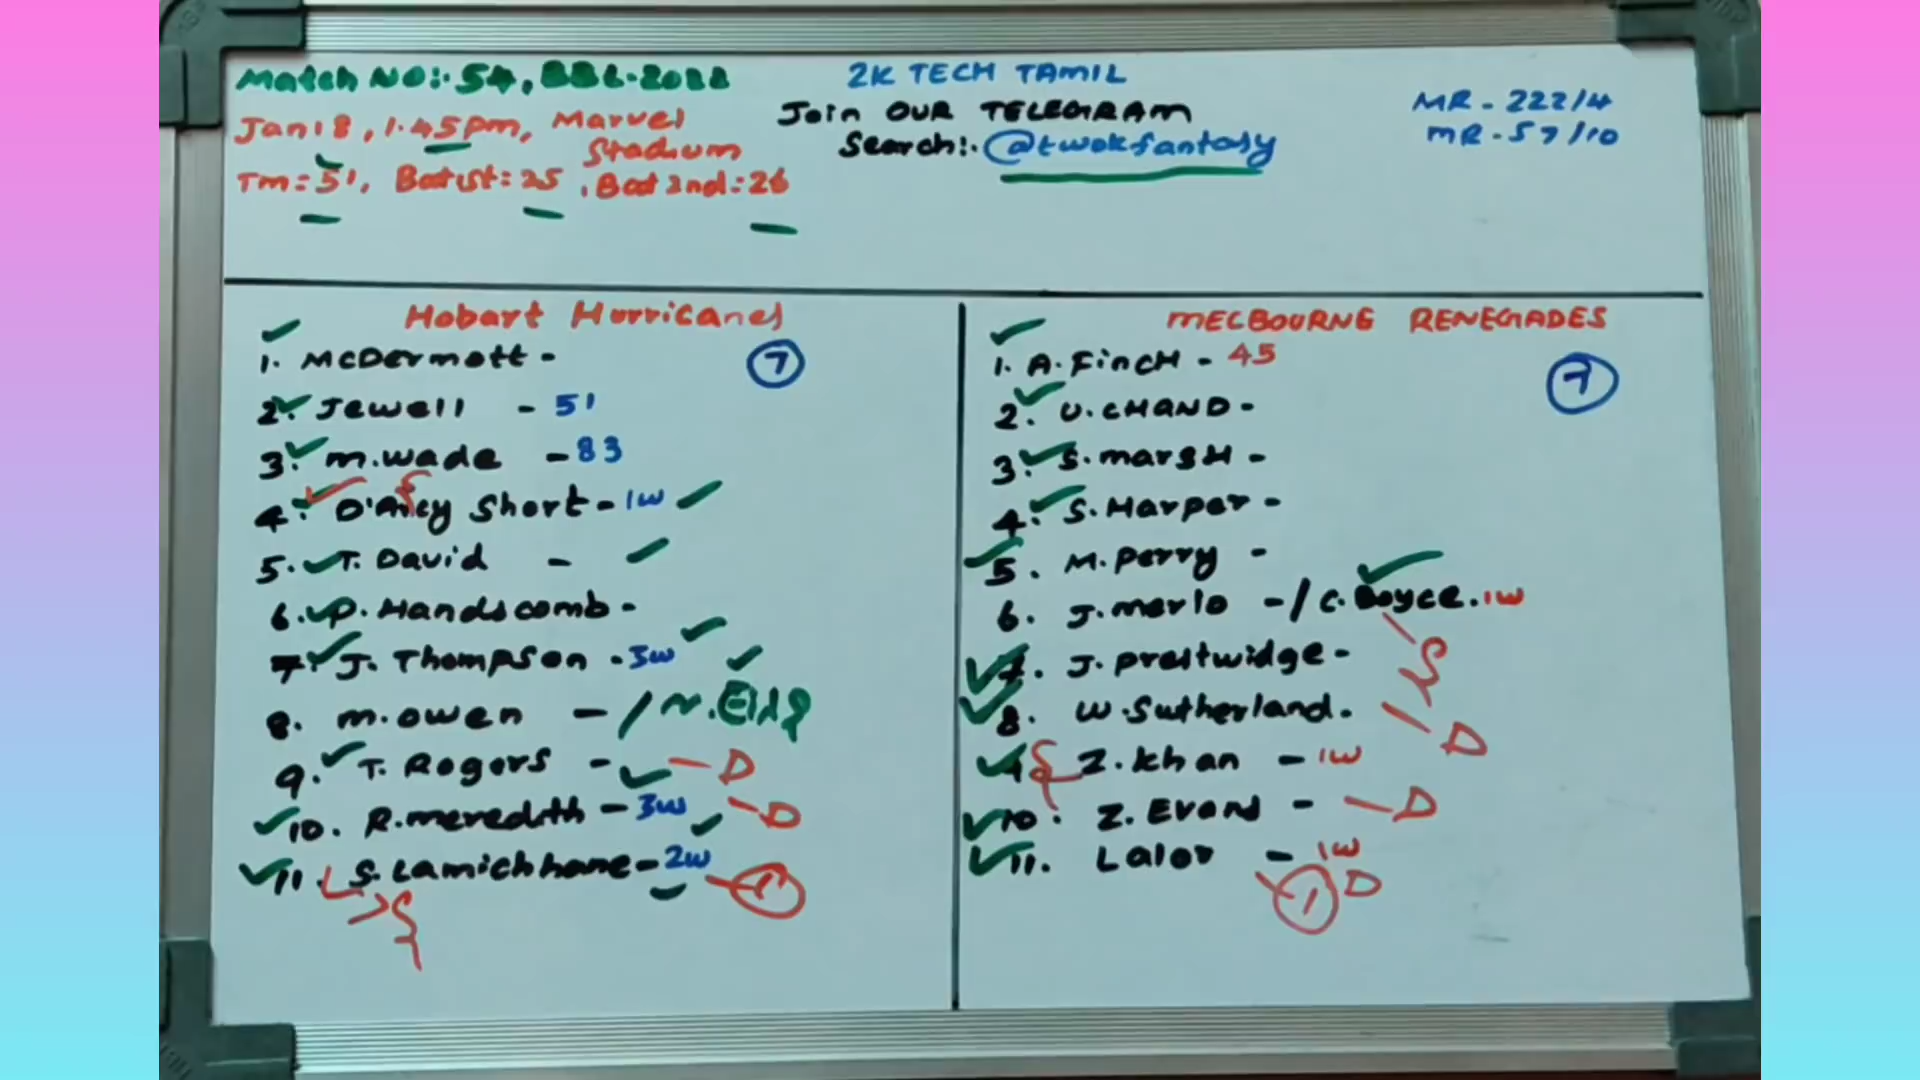 Match NO:. 54, BBL-2022
Jan 18, 1.45pm, Marvel
Stadium
Tm = 51, Bat 1st = 25, Bat 2nd = 26
2K TECH TAMIL
Join OUR TELEGRAM
Search:. @twokfantasy
MR - 222/4
MR - 57/10
Hobart Hurricanes
7
1. McDermott -
2. Jewell - 51
3. M.wade - 83
4. D'Arcy Short - 1w
5. T. David -
6. P. Handscomb -
7. J. Thompson - 3w
8. M.owen - / N.Ellis
9. T. Rogers - D
10. R.meredith - 3w - D
11. S. Lamichhane - 2w - 1
S
MELBOURNE RENEGADES
7
1. A. FincH - 45
2. U. CHAND -
3. S. marsH -
4. S. Harper -
5. M. Perry -
6. J. merlo - / C. Boyce. 1w
S
7. J. prestwidge -
8. W. Sutherland. - D
9. Z. Khan - 1w
10. Z. Evans - - D
11. Lalor - 1w
1 D